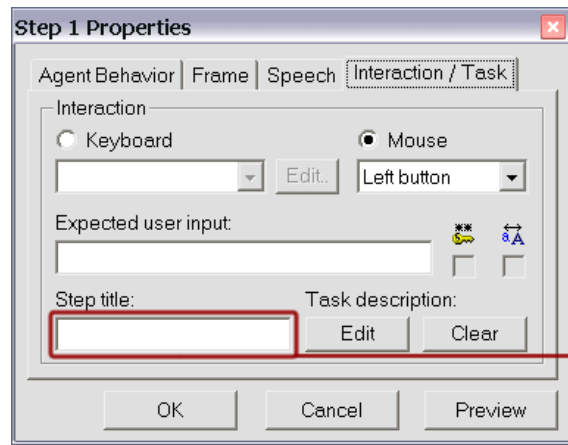 Step 1 Properties
Agent Behavior Frame Speech Interaction / Task
Interaction
Keyboard Mouse
Edit.. Left button
Expected user input:
aA
Step title: Task description:
Edit Clear
OK Cancel Preview